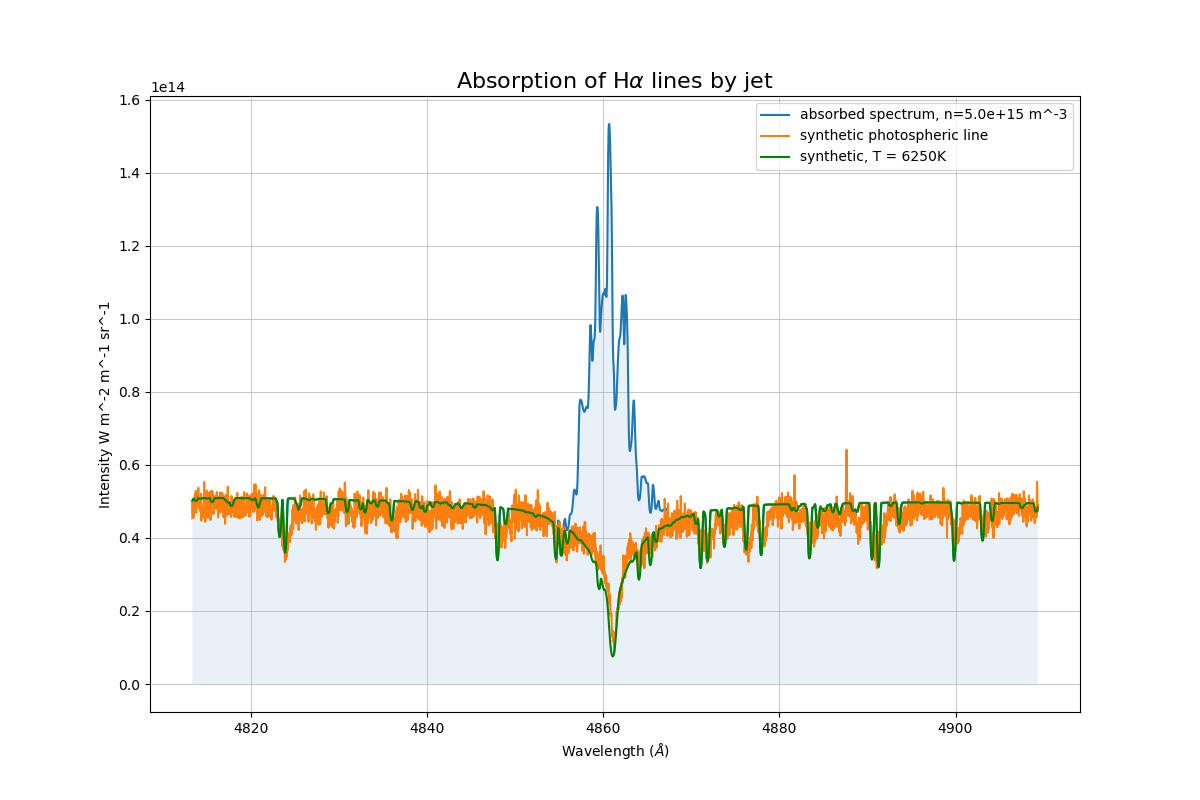 Absorption of Hα lines by jet
1e14
absorbed spectrum, n=5.0e+15 m^-3
synthetic photospheric line
synthetic, T = 6250K
1.6
1.4
1.2
1.0
0.8
0.6
0.4
0.2
0.0
Intensity W m^-2 m^-1 sr^-1
4820 4840 4860 4880 4900
Wavelength (Å)